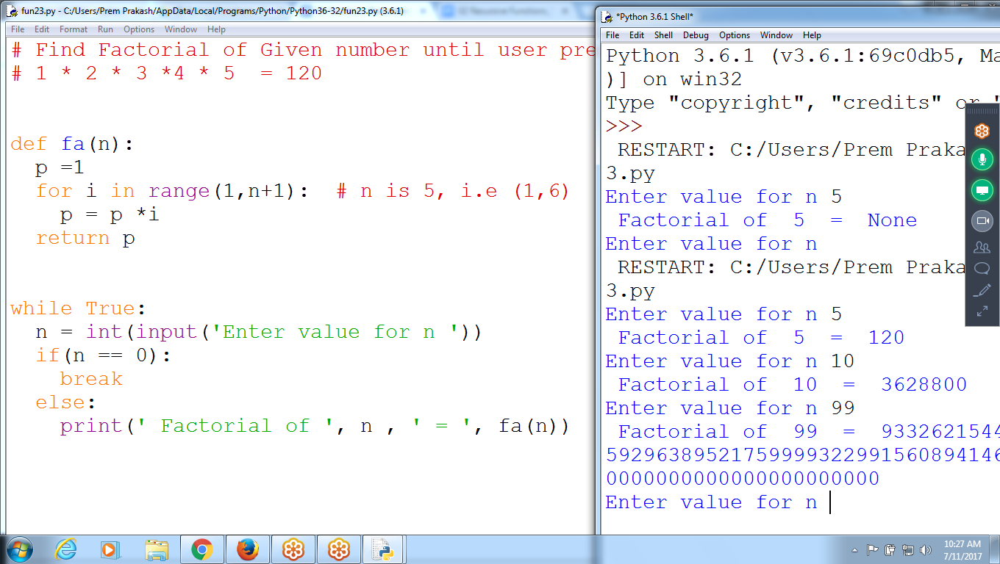 fun23.py - C:/Users/Prem Prakash/AppData/Local/Programs/Python/Python36-32/fun23.py (3.6.1)
File Edit Format Run Options Window Help
# Find Factorial of Given number until user pre
# 1 * 2 * 3 *4 * 5 = 120
def fa(n):
p =1
for i in range(1,n+1): # n is 5, i.e (1,6)
p = p *i
return p
while True:
n = int(input('Enter value for n '))
if(n == 0):
break
else:
print(' Factorial of ', n , ' = ', fa(n))
*Python 3.6.1 Shell*
File Edit Shell Debug Options Window Help
Python 3.6.1 (v3.6.1:69c0db5, Ma
)] on win32
Type "copyright", "credits" or "
>>>
RESTART: C:/Users/Prem Praka
3.py
Enter value for n 5
Factorial of 5 = None
Enter value for n
RESTART: C:/Users/Prem Praka
3.py
Enter value for n 5
Factorial of 5 = 120
Enter value for n 10
Factorial of 10 = 3628800
Enter value for n 99
Factorial of 99 = 9332621544
59296389521759999322991560894146
0000000000000000000000
Enter value for n
10:27 AM
7/11/2017